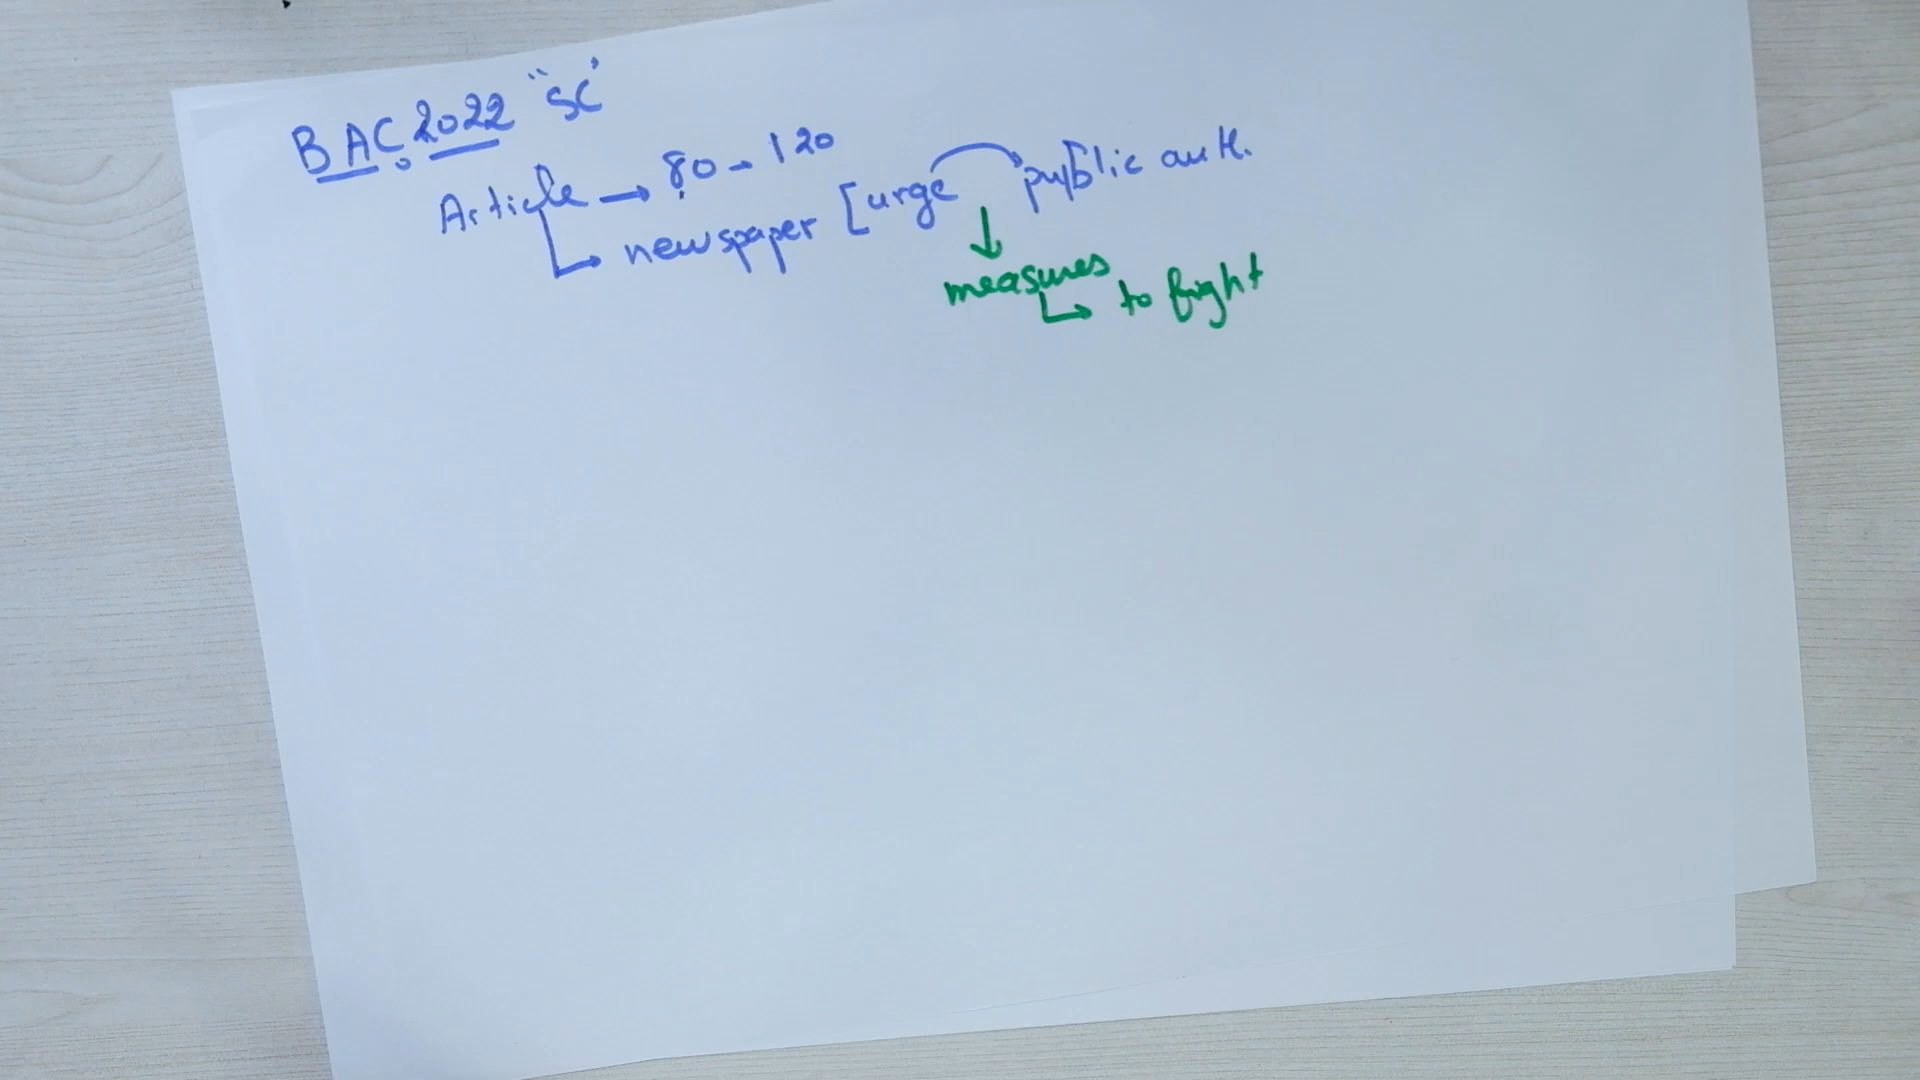 BAC. 2022 "SC"
Article → 80 - 120
↳ newspaper [urge public auth.
↓
measures
↳ to fight